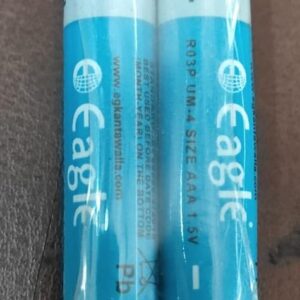 Eagle
www.egkantawalla.com
BEST USED BEFORE DATE CODE
(MONTH-YEAR) ON THE BOTTOM
Pb
R03P UM-4 SIZE AAA 1.5V
Eagle